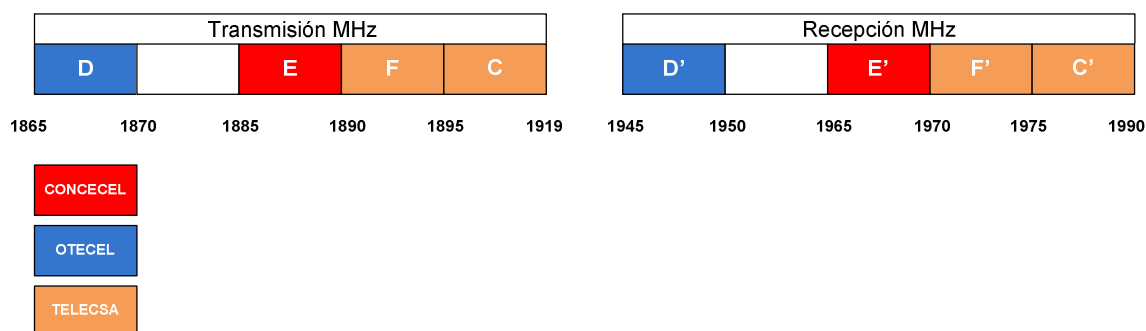 Transmisión MHz
Recepción MHz
D E F C
D’ E’ F’ C’
1865 1870 1885 1890 1895 1919
1945 1950 1965 1970 1975 1990
CONCECEL
OTECEL
TELECSA